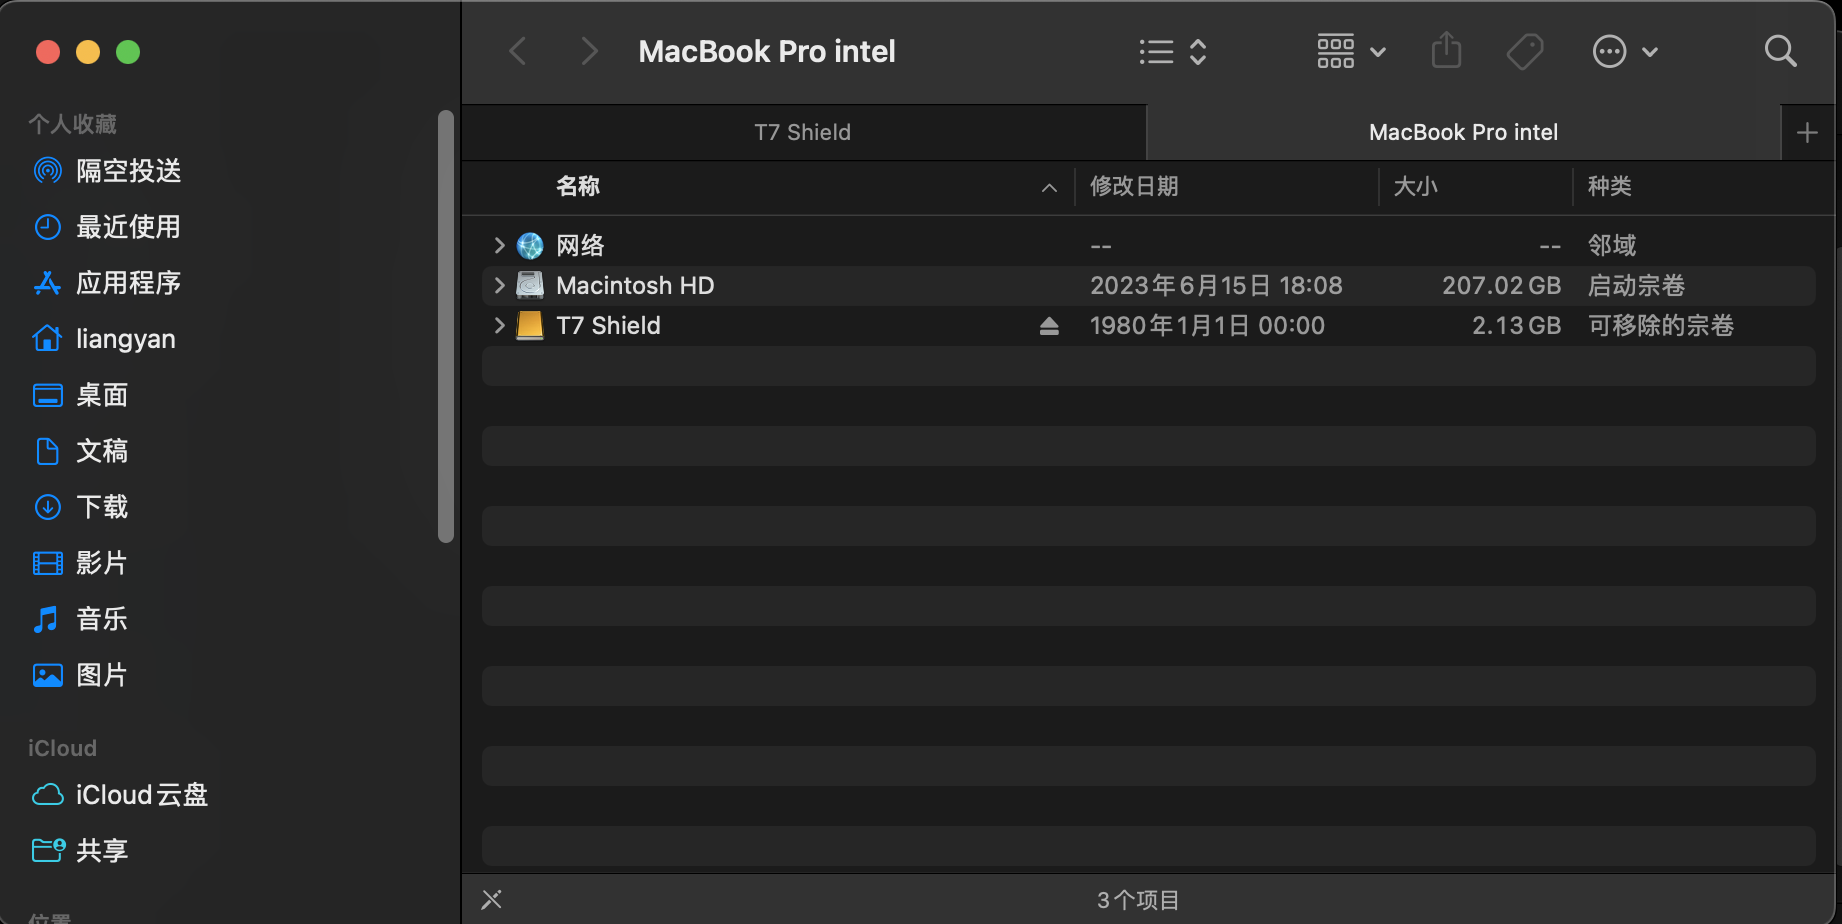 MacBook Pro intel
T7 Shield
MacBook Pro intel
名称
修改日期
大小
种类
网络
--
--
邻域
Macintosh HD
2023年6月15日 18:08
207.02 GB
启动宗卷
T7 Shield
1980年1月1日 00:00
2.13 GB
可移除的宗卷
3个项目
个人收藏
隔空投送
最近使用
应用程序
liangyan
桌面
文稿
下载
影片
音乐
图片
iCloud
iCloud云盘
共享
位置